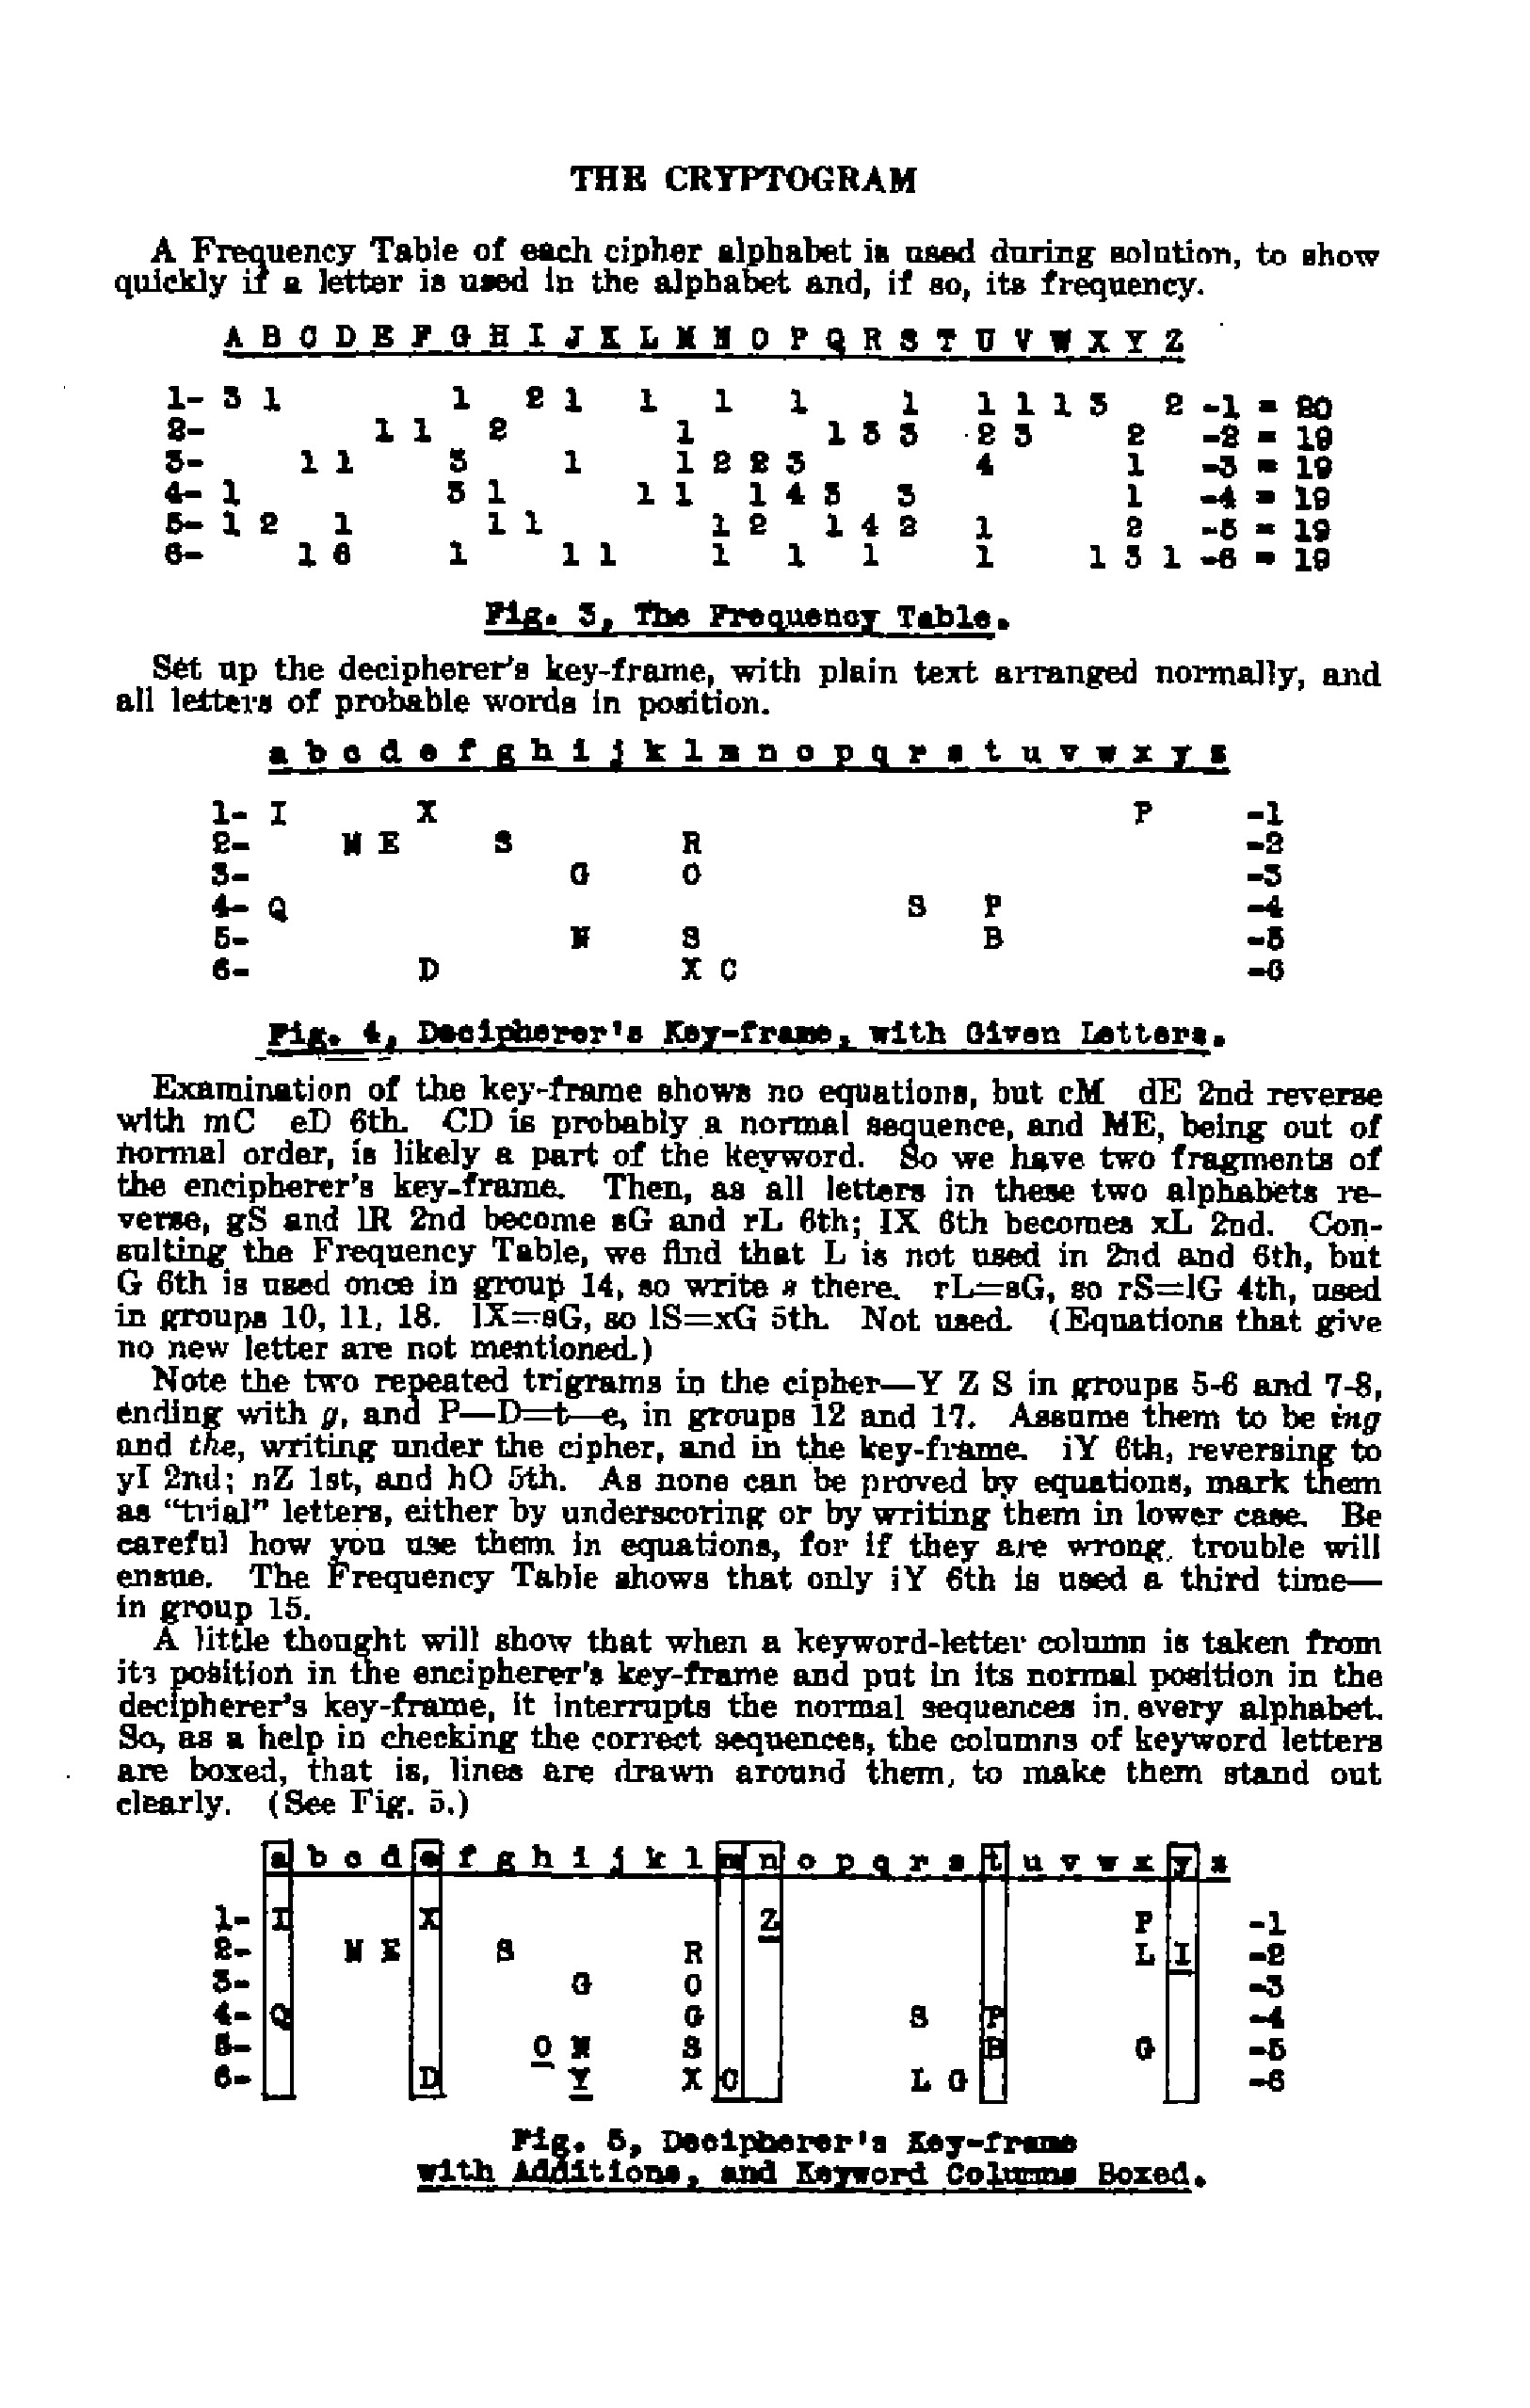 THE CRYPTOGRAM
A Frequency Table of each cipher alphabet is used during solution, to show
quickly if a letter is used in the alphabet and, if so, its frequency.
A B C D E F G H I J K L M N O P Q R S T U V W X Y Z
1- 3 1 1 2 1 1 1 1 1 1 1 1 3 2 -1 = 20
2- 1 1 2 1 1 3 3 2 3 2 -2 = 19
3- 1 1 3 1 1 2 2 3 4 1 -3 = 19
4- 1 3 1 1 1 1 4 3 3 1 -4 = 19
5- 1 2 1 1 1 1 2 1 4 2 1 2 -5 = 19
6- 1 6 1 1 1 1 1 1 1 1 3 1 -6 = 19
Fig. 3, The Frequency Table.
Set up the decipherer's key-frame, with plain text arranged normally, and
all letters of probable words in position.
a b c d e f g h i j k l m n o p q r s t u v w x y z
1- I X P -1
2- M E S R -2
3- G O -3
4- Q S P -4
5- N S B -5
6- D X C -6
Fig. 4, Decipherer's Key-frame, with Given Letters.
Examination of the key-frame shows no equations, but cM dE 2nd reverse
with mC eD 6th. CD is probably a normal sequence, and ME, being out of
normal order, is likely a part of the keyword. So we have two fragments of
the encipherer's key-frame. Then, as all letters in these two alphabets re-
verse, gS and lR 2nd become sG and rL 6th; lX 6th becomes xL 2nd. Con-
sulting the Frequency Table, we find that L is not used in 2nd and 6th, but
G 6th is used once in group 14, so write s there. rL=sG, so rS=lG 4th, used
in groups 10, 11, 18. lX=sG, so lS=xG 5th. Not used. (Equations that give
no new letter are not mentioned.)
Note the two repeated trigrams in the cipher—Y Z S in groups 5-6 and 7-8,
ending with g, and P—D=t—e, in groups 12 and 17. Assume them to be ing
and the, writing under the cipher, and in the key-frame. iY 6th, reversing to
yI 2nd; nZ 1st, and hO 5th. As none can be proved by equations, mark them
as "trial" letters, either by underscoring or by writing them in lower case. Be
careful how you use them in equations, for if they are wrong, trouble will
ensue. The Frequency Table shows that only iY 6th is used a third time—
in group 15.
A little thought will show that when a keyword-letter column is taken from
its position in the encipherer's key-frame and put in its normal position in the
decipherer's key-frame, it interrupts the normal sequences in every alphabet.
So, as a help in checking the correct sequences, the columns of keyword letters
are boxed, that is, lines are drawn around them, to make them stand out
clearly. (See Fig. 5.)
a b c d e f g h i j k l m n o p q r s t u v w x y z
1- I X Z P -1
2- M E S R L I -2
3- G O -3
4- Q G S P -4
5- O N S B G -5
6- D Y X C L G -6
Fig. 5, Decipherer's Key-frame
with Additions, and Keyword Columns Boxed.